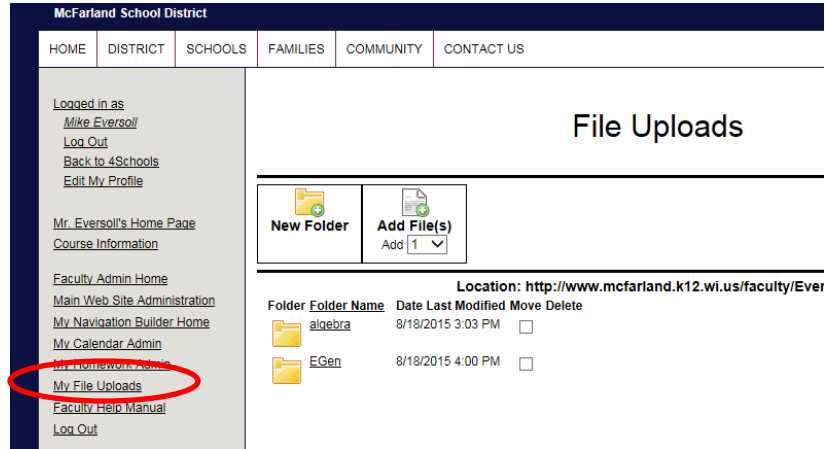 McFarland School District
HOME DISTRICT SCHOOLS FAMILIES COMMUNITY CONTACT US
Logged in as
Mike Eversoll
Log Out
Back to 4Schools
Edit My Profile
Mr. Eversoll's Home Page
Course Information
Faculty Admin Home
Main Web Site Administration
My Navigation Builder Home
My Calendar Admin
My Homework Admin
My File Uploads
Faculty Help Manual
Log Out
File Uploads
New Folder
Add File(s)
Add 1
Location: http://www.mcfarland.k12.wi.us/faculty/Ever
Folder Folder Name Date Last Modified Move Delete
algebra 8/18/2015 3:03 PM
EGen 8/18/2015 4:00 PM